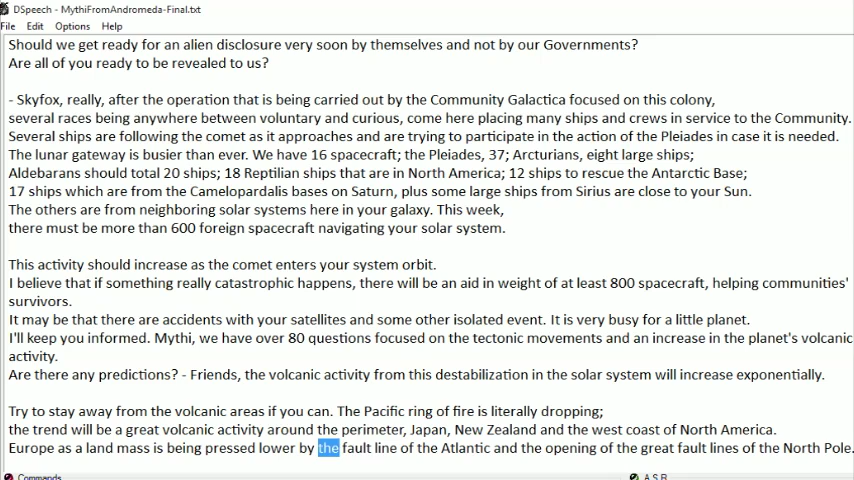 DSpeech - MythiFromAndromeda-Final.txt
File Edit Options Help
Should we get ready for an alien disclosure very soon by themselves and not by our Governments?
Are all of you ready to be revealed to us?
- Skyfox, really, after the operation that is being carried out by the Community Galactica focused on this colony,
several races being anywhere between voluntary and curious, come here placing many ships and crews in service to the Community.
Several ships are following the comet as it approaches and are trying to participate in the action of the Pleiades in case it is needed.
The lunar gateway is busier than ever. We have 16 spacecraft; the Pleiades, 37; Arcturians, eight large ships;
Aldebarans should total 20 ships; 18 Reptilian ships that are in North America; 12 ships to rescue the Antarctic Base;
17 ships which are from the Camelopardalis bases on Saturn, plus some large ships from Sirius are close to your Sun.
The others are from neighboring solar systems here in your galaxy. This week,
there must be more than 600 foreign spacecraft navigating your solar system.
This activity should increase as the comet enters your system orbit.
I believe that if something really catastrophic happens, there will be an aid in weight of at least 800 spacecraft, helping communities'
survivors.
It may be that there are accidents with your satellites and some other isolated event. It is very busy for a little planet.
I'll keep you informed. Mythi, we have over 80 questions focused on the tectonic movements and an increase in the planet's volcanic
activity.
Are there any predictions? - Friends, the volcanic activity from this destabilization in the solar system will increase exponentially.
Try to stay away from the volcanic areas if you can. The Pacific ring of fire is literally dropping;
the trend will be a great volcanic activity around the perimeter, Japan, New Zealand and the west coast of North America.
Europe as a land mass is being pressed lower by the fault line of the Atlantic and the opening of the great fault lines of the North Pole.
Commands A.S.R.